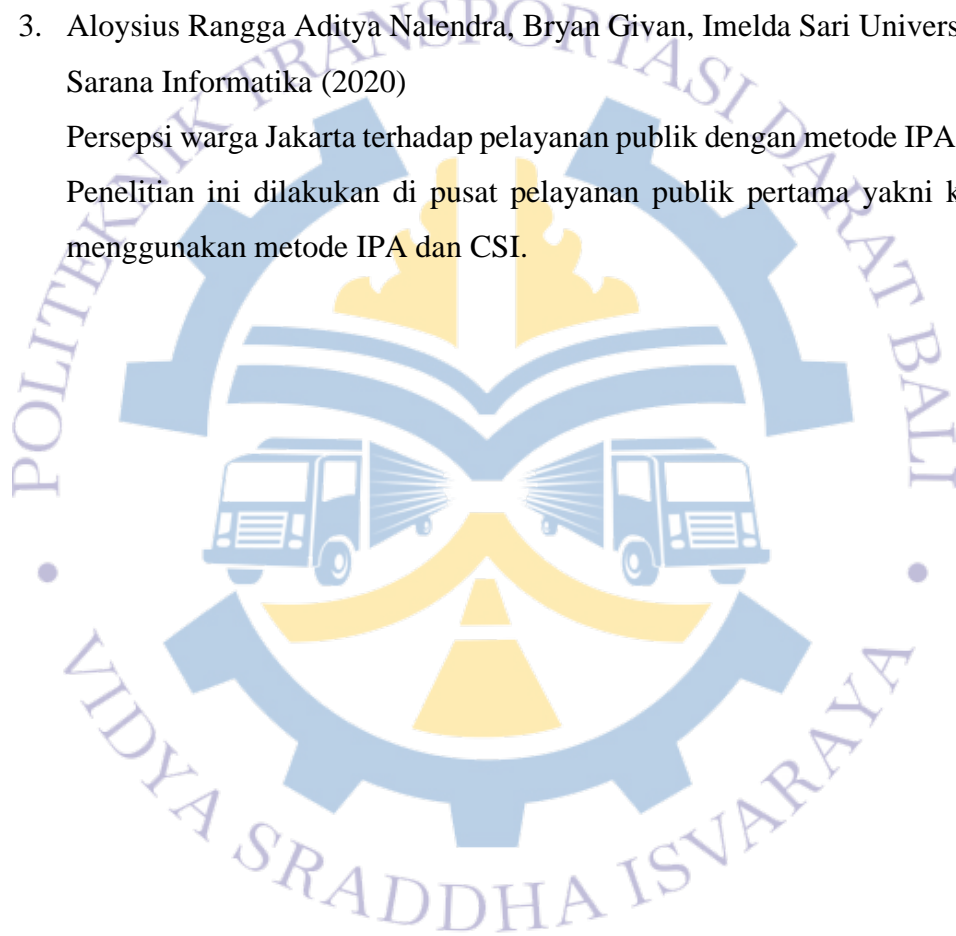 3. Aloysius Rangga Aditya Nalendra, Bryan Givan, Imelda Sari
Sarana Informatika (2020)
Persepsi warga Jakarta terhadap pelayanan publik dengan metode IPA
Penelitian ini dilakukan di pusat pelayanan publik pertama yakni
menggunakan metode IPA dan CSI.
POLITEKNIK TRANSPORTASI DARAT BALI
VIDYA SRADDHA ISVARAYA